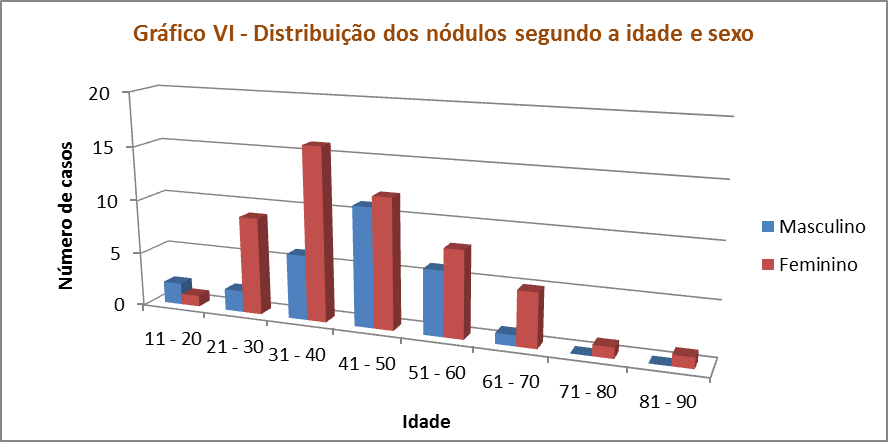 Gráfico VI - Distribuição dos nódulos segundo a idade e sexo
Número de casos
20
15
10
5
0
11 - 20
21 - 30
31 - 40
41 - 50
51 - 60
61 - 70
71 - 80
81 - 90
Idade
Masculino
Feminino